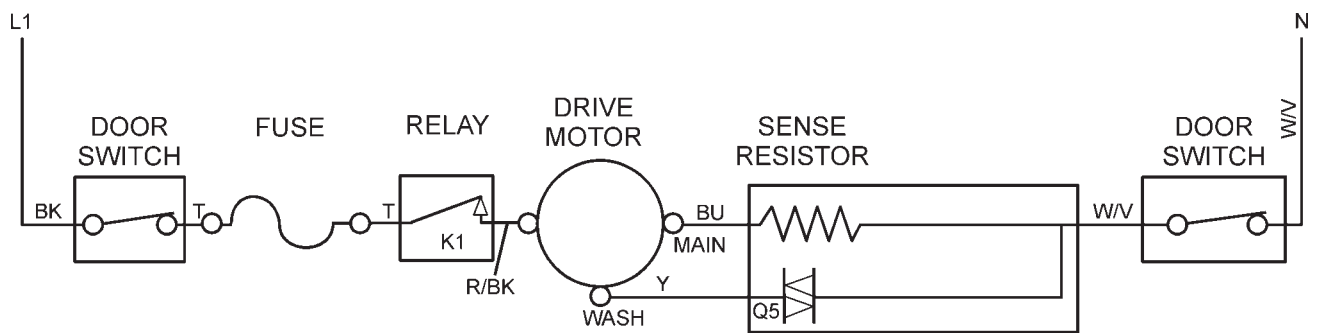 L1
N
DOOR
SWITCH
FUSE
RELAY
DRIVE
MOTOR
SENSE
RESISTOR
DOOR
SWITCH
W/V
BK
T
T
K1
R/BK
BU
MAIN
W/V
Y
WASH
Q5